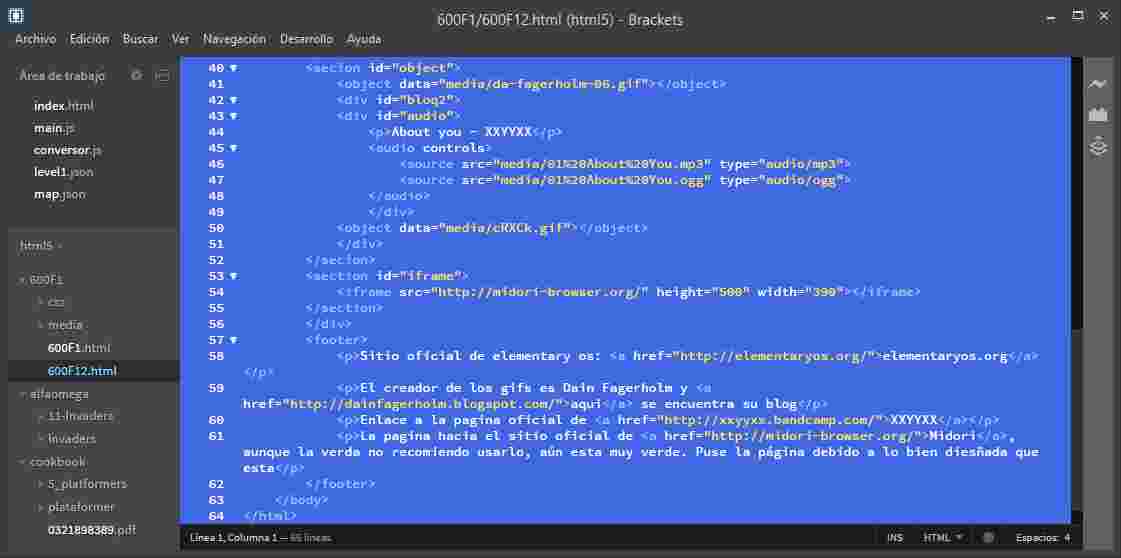 600F1/600F12.html (html5) - Brackets
Archivo Edición Buscar Ver Navegación Desarrollo Ayuda
Área de trabajo
index.html
main.js
conversor.js
level1.json
map.json
html5
600F1
css
media
600F1.html
600F12.html
alfaomega
11-Invaders
Invaders
cookbook
5_platformers
plataformer
0321898389.pdf
40 <secion id="object">
41 <object data="media/da-fagerholm-06.gif"></object>
42 <div id="bloq2">
43 <div id="audio">
44 <p>About you - XXYYXX</p>
45 <audio controls>
46 <source src="media/01%20About%20You.mp3" type="audio/mp3">
47 <source src="media/01%20About%20You.ogg" type="audio/ogg">
48 </audio>
49 </div>
50 <object data="media/cRXCk.gif"></object>
51 </div>
52 </secion>
53 <section id="iframe">
54 <iframe src="http://midori-browser.org/" height="500" width="390"></iframe>
55 </section>
56 </div>
57 <footer>
58 <p>Sitio oficial de elementary os: <a href="http://elementaryos.org/">elementaryos.org</a>
</p>
59 <p>El creador de los gifs es Dain Fagerholm y <a
href="http://dainfagerholm.blogspot.com/">aqui</a> se encuentra su blog</p>
60 <p>Enlace a la pagina oficial de <a href="http://xxyyxx.bandcamp.com/">XXYYXX</a></p>
61 <p>La pagina hacia el sitio oficial de <a href="http://midori-browser.org/">Midori</a>,
aunque la verda no recomiendo usarlo, aún esta muy verde. Puse la página debido a lo bien diesñada que
esta</p>
62 </footer>
63 </body>
64 </html>
Línea 1, Columna 1 — 65 líneas
INS HTML Espacios: 4